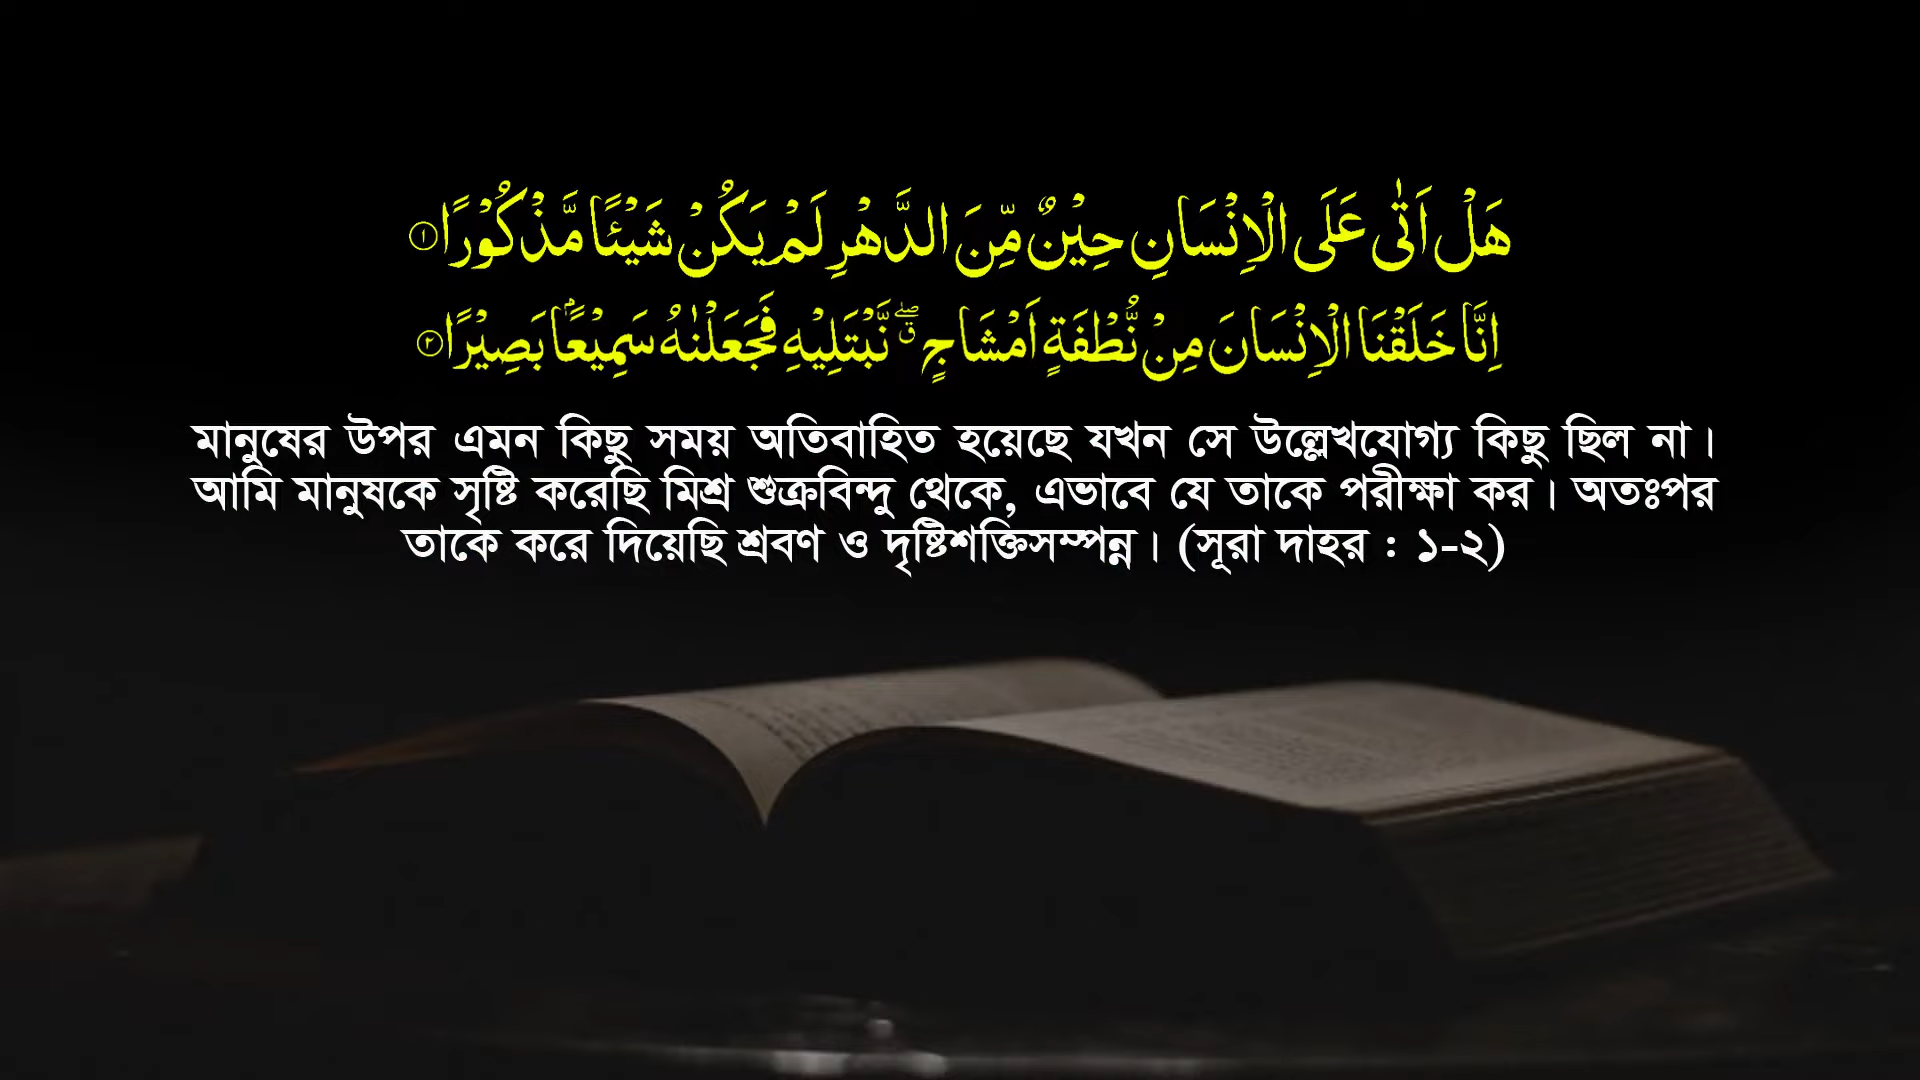 هَلْ اَتٰى عَلَى الْاِنْسَانِ حِيْنٌ مِّنَ الدَّهْرِ لَمْ يَكُنْ شَيْـًٔا مَّذْكُوْرًا ①
اِنَّا خَلَقْنَا الْاِنْسَانَ مِنْ نُّطْفَةٍ اَمْشَاجٍ ۖۗ نَّبْتَلِيْهِ فَجَعَلْنٰهُ سَمِيْعًاۢ بَصِيْرًا ②
মানুষের উপর এমন কিছু সময় অতিবাহিত হয়েছে যখন সে উল্লেখযোগ্য কিছু ছিল না।
আমি মানুষকে সৃষ্টি করেছি মিশ্র শুক্রবিন্দু থেকে, এভাবে যে তাকে পরীক্ষা কর। অতঃপর
তাকে করে দিয়েছি শ্রবণ ও দৃষ্টিশক্তিসম্পন্ন। (সূরা দাহর : ১-২)